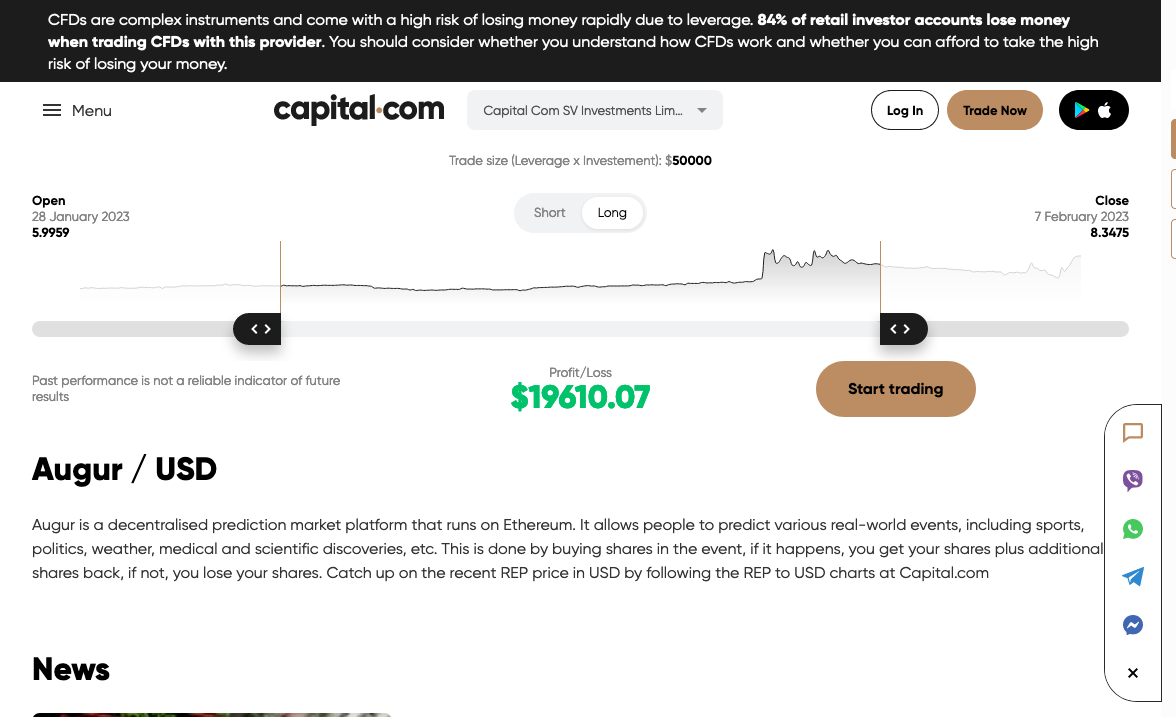 CFDs are complex instruments and come with a high risk of losing money rapidly due to leverage. 84% of retail investor accounts lose money
when trading CFDs with this provider. You should consider whether you understand how CFDs work and whether you can afford to take the high
risk of losing your money.
Menu
capital.com
Capital Com SV Investments Lim...
Log In
Trade Now
Trade size (Leverage x Investement): $50000
Open
28 January 2023
5.9959
Short
Long
Close
7 February 2023
8.3475
Past performance is not a reliable indicator of future
results
Profit/Loss
$19610.07
Start trading
Augur / USD
Augur is a decentralised prediction market platform that runs on Ethereum. It allows people to predict various real-world events, including sports,
politics, weather, medical and scientific discoveries, etc. This is done by buying shares in the event, if it happens, you get your shares plus additional
shares back, if not, you lose your shares. Catch up on the recent REP price in USD by following the REP to USD charts at Capital.com
News